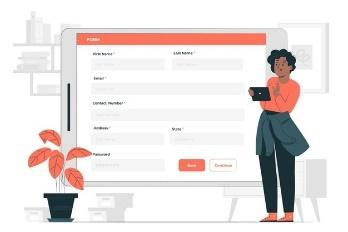 FORM
First Name *
Last Name *
Email *
Contact Number *
Address *
State *
Password
Save
Continue